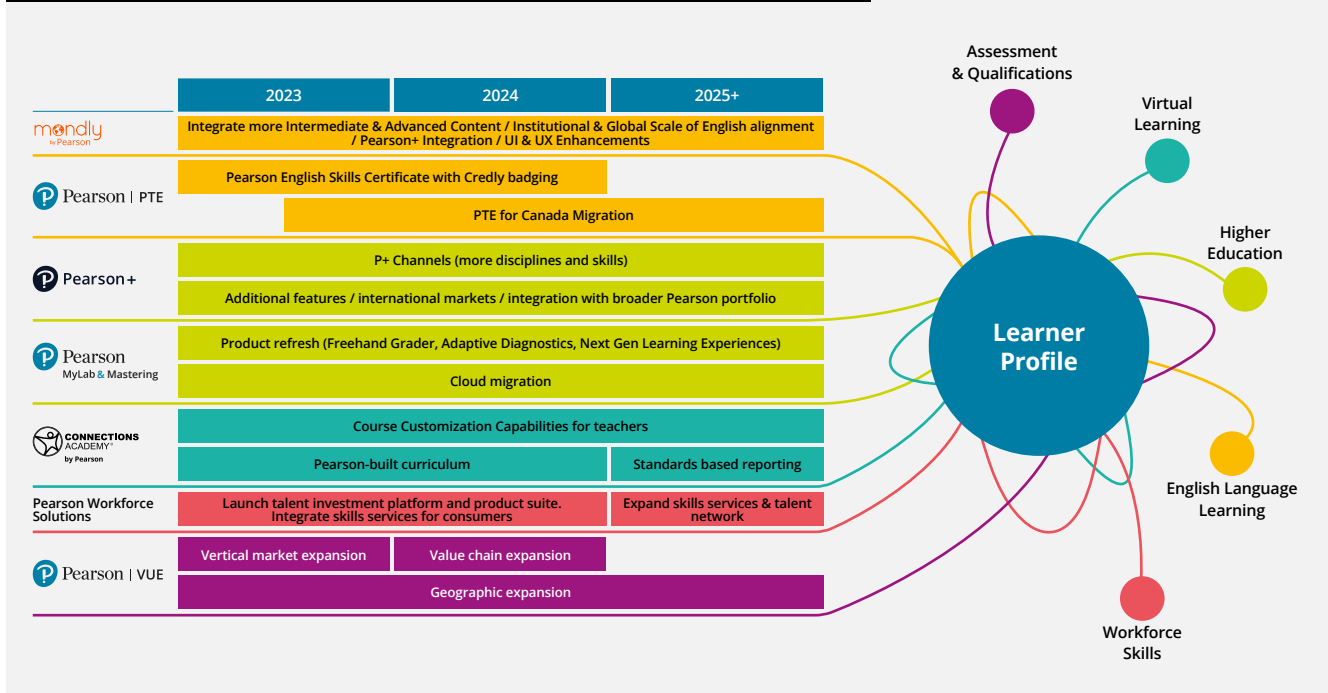 2023
2024
2025+
mondly
by Pearson
Integrate more Intermediate & Advanced Content / Institutional & Global Scale of English alignment
/ Pearson+ Integration / UI & UX Enhancements
Pearson | PTE
Pearson English Skills Certificate with Credly badging
PTE for Canada Migration
Pearson+
P+ Channels (more disciplines and skills)
Additional features / international markets / integration with broader Pearson portfolio
Pearson
MyLab & Mastering
Product refresh (Freehand Grader, Adaptive Diagnostics, Next Gen Learning Experiences)
Cloud migration
CONNECTIONS
ACADEMY®
by Pearson
Course Customization Capabilities for teachers
Pearson-built curriculum
Standards based reporting
Pearson Workforce
Solutions
Launch talent investment platform and product suite.
Integrate skills services for consumers
Expand skills services & talent
network
Pearson | VUE
Vertical market expansion
Value chain expansion
Geographic expansion
Learner
Profile
Assessment
& Qualifications
Virtual
Learning
Higher
Education
English Language
Learning
Workforce
Skills